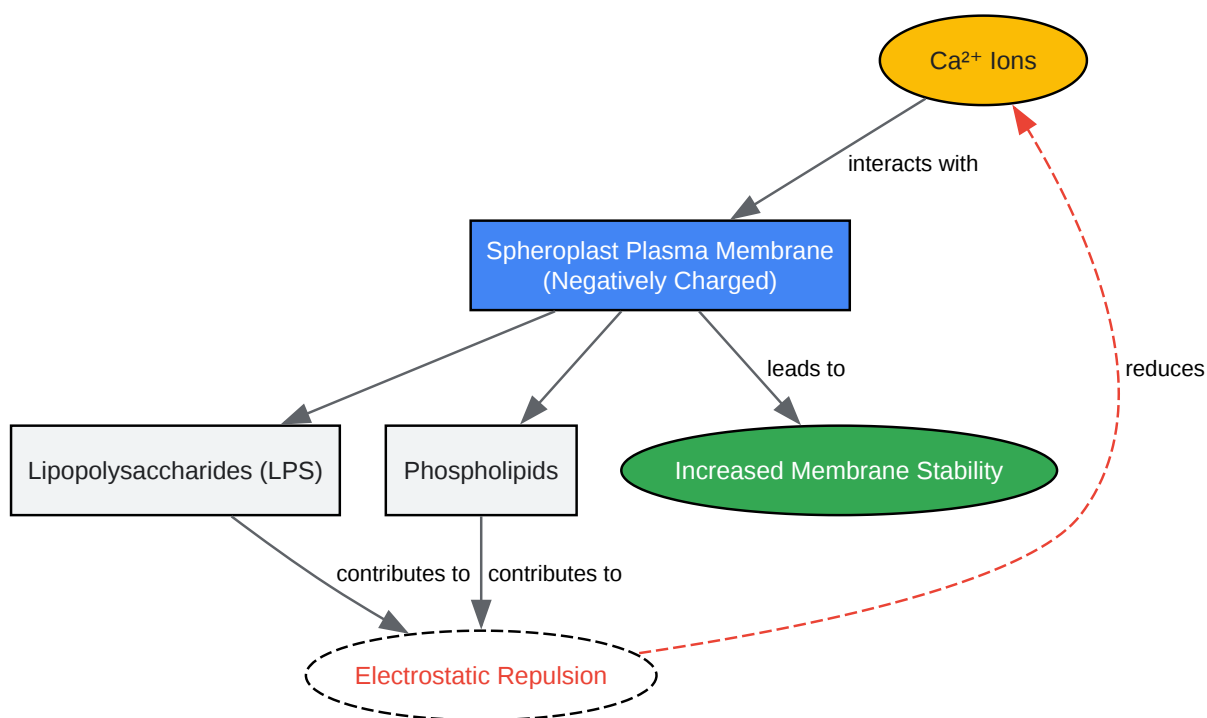 Ca²⁺ Ions
interacts with
Spheroplast Plasma Membrane
(Negatively Charged)
leads to
reduces
Lipopolysaccharides (LPS)
Phospholipids
Increased Membrane Stability
contributes to
contributes to
Electrostatic Repulsion